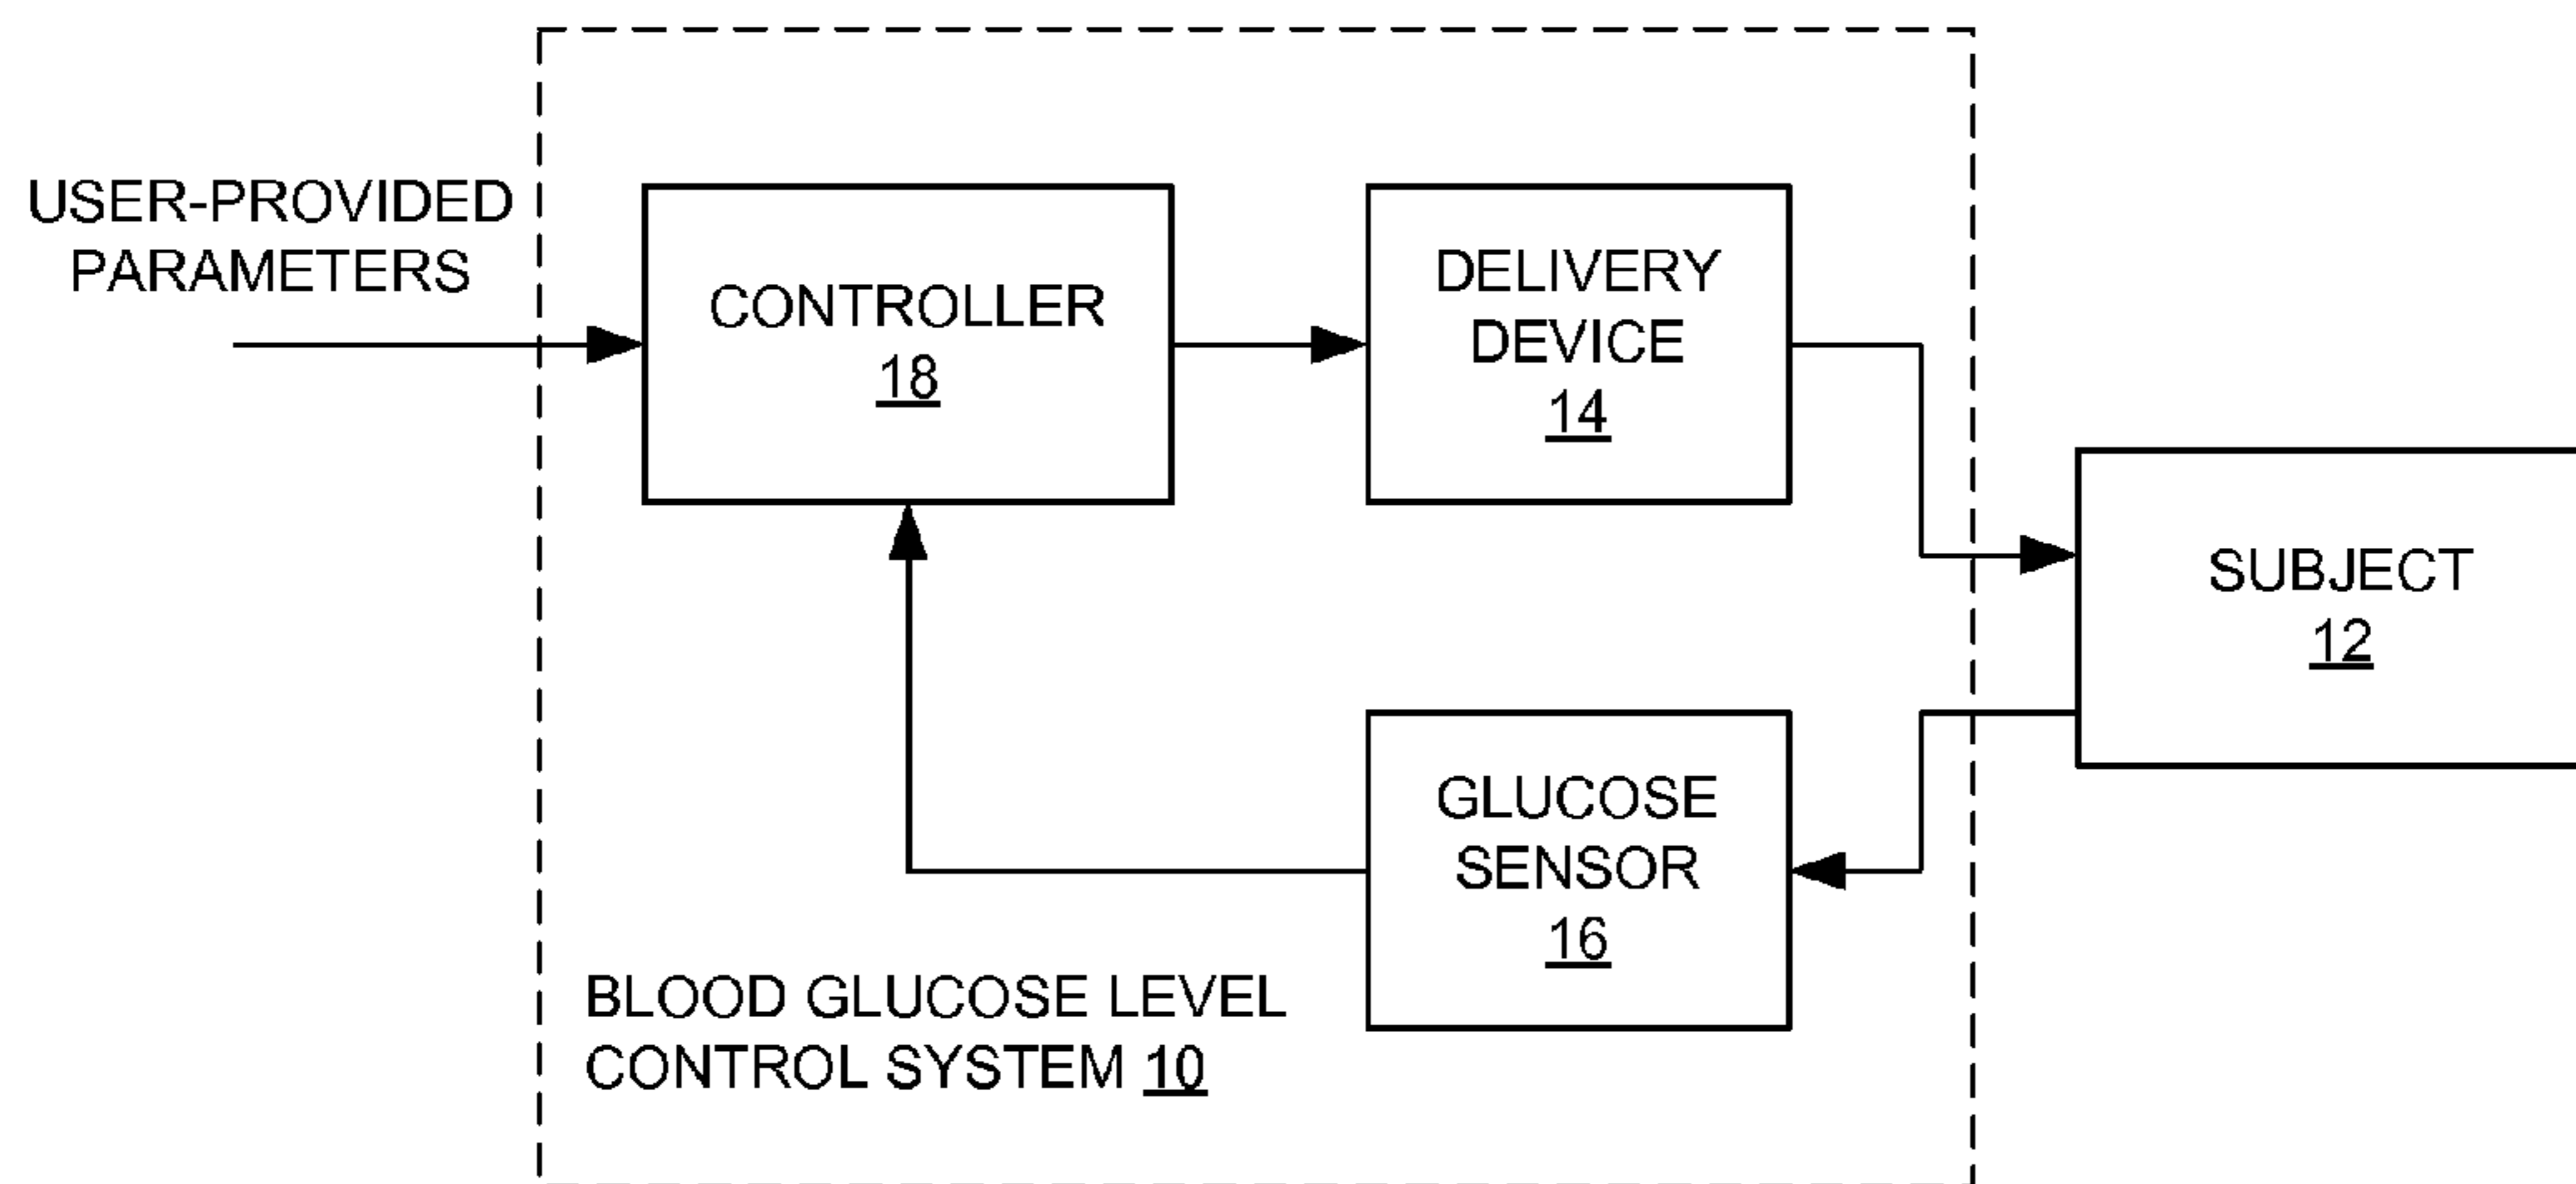 USER-PROVIDED
PARAMETERS
CONTROLLER
18
DELIVERY
DEVICE
14
SUBJECT
12
GLUCOSE
SENSOR
16
BLOOD GLUCOSE LEVEL
CONTROL SYSTEM 10